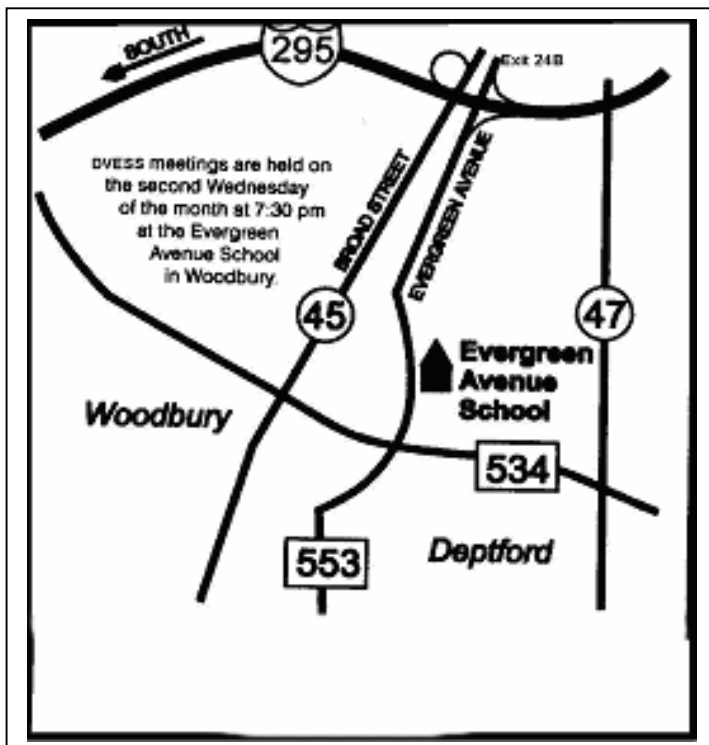 SOUTH
295
Exit 24B
DVESS meetings are held on
the second Wednesday
of the month at 7:30 pm
at the Evergreen
Avenue School
in Woodbury.
BROAD STREET
EVERGREEN AVENUE
45
47
Evergreen
Avenue
School
Woodbury
534
553
Deptford